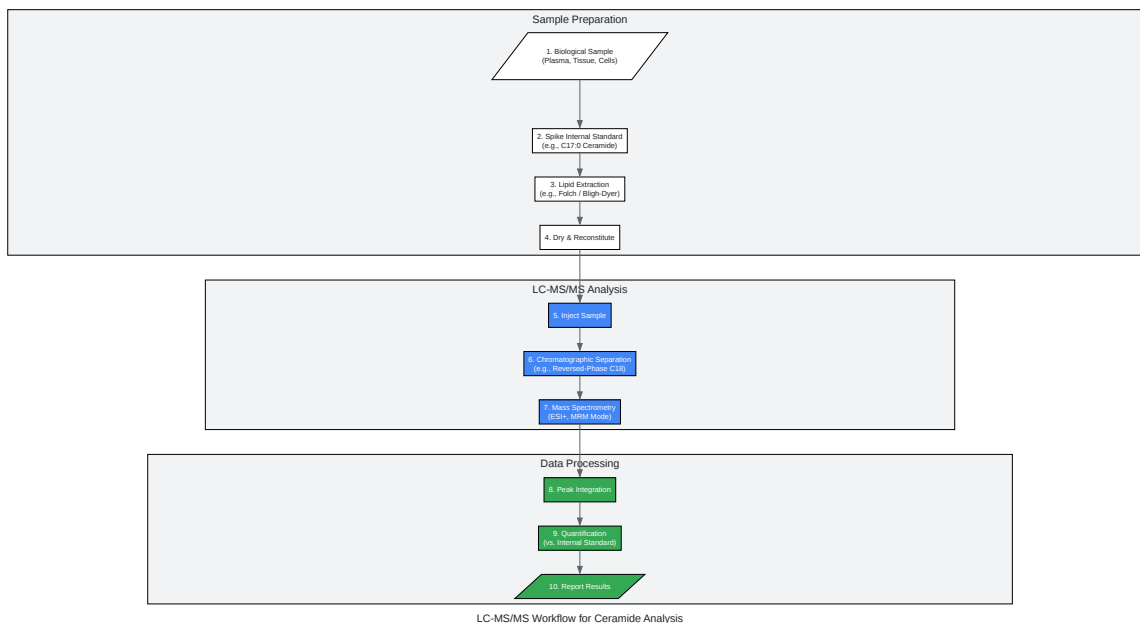 Sample Preparation
1. Biological Sample
(Plasma, Tissue, Cells)
2. Spike Internal Standard
(e.g., C17:0 Ceramide)
3. Lipid Extraction
(e.g., Folch / Bligh-Dyer)
4. Dry & Reconstitute
LC-MS/MS Analysis
5. Inject Sample
6. Chromatographic Separation
(e.g., Reversed-Phase C18)
7. Mass Spectrometry
(ESI+, MRM Mode)
Data Processing
8. Peak Integration
9. Quantification
(vs. Internal Standard)
10. Report Results
LC-MS/MS Workflow for Ceramide Analysis